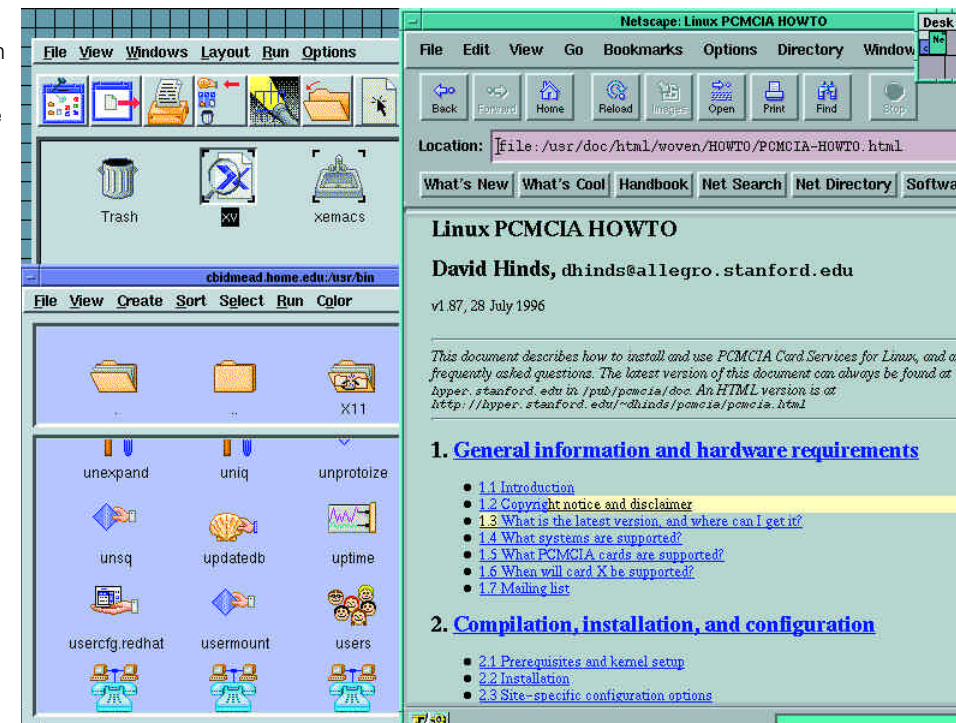 File View Windows Layout Run Options
Trash
xv
xemacs
cbidmead.home.edu:/usr/bin
File View Create Sort Select Run Color
.
..
X11
unexpand
uniq
unprotoize
unsq
updatedb
uptime
usercfg.redhat
usermount
users
Netscape: Linux PCMCIA HOWTO
Desk
Ne
File Edit View Go Bookmarks Options Directory Window
Back
Forward
Home
Reload
Images
Open
Print
Find
Stop
Location: file:/usr/doc/html/woven/HOWTO/PCMCIA-HOWTO.html
What's New
What's Cool
Handbook
Net Search
Net Directory
Softwa
Linux PCMCIA HOWTO
David Hinds, dhinds@allegro.stanford.edu
v1.87, 28 July 1996
This document describes how to install and use PCMCIA Card Services for Linux, and a
frequently asked questions. The latest version of this document can always be found at
hyper.stanford.edu in /pub/pcmcia/doc. An HTML version is at
http://hyper.stanford.edu/~dhinds/pcmcia/pcmcia.html
1. General information and hardware requirements
1.1 Introduction
1.2 Copyright notice and disclaimer
1.3 What is the latest version, and where can I get it?
1.4 What systems are supported?
1.5 What PCMCIA cards are supported?
1.6 When will card X be supported?
1.7 Mailing list
2. Compilation, installation, and configuration
2.1 Prerequisites and kernel setup
2.2 Installation
2.3 Site-specific configuration options